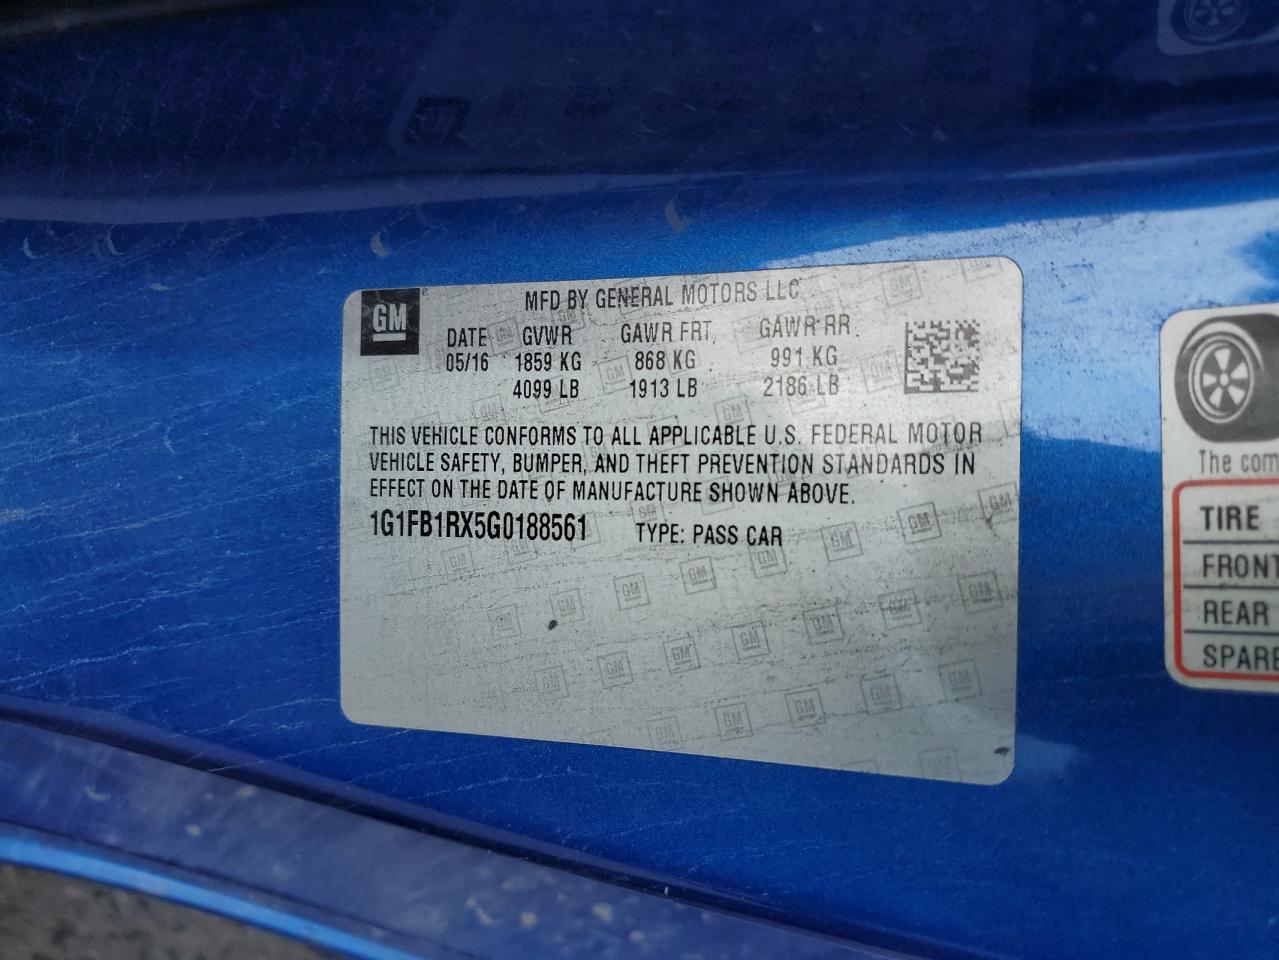 GM
MFD BY GENERAL MOTORS LLC
DATE GVWR GAWR FRT GAWR RR
05/16 1859 KG 868 KG 991 KG
4099 LB 1913 LB 2186 LB
THIS VEHICLE CONFORMS TO ALL APPLICABLE U.S. FEDERAL MOTOR
VEHICLE SAFETY, BUMPER, AND THEFT PREVENTION STANDARDS IN
EFFECT ON THE DATE OF MANUFACTURE SHOWN ABOVE.
1G1FB1RX5G0188561 TYPE: PASS CAR
The com
TIRE
FRONT
REAR
SPARE